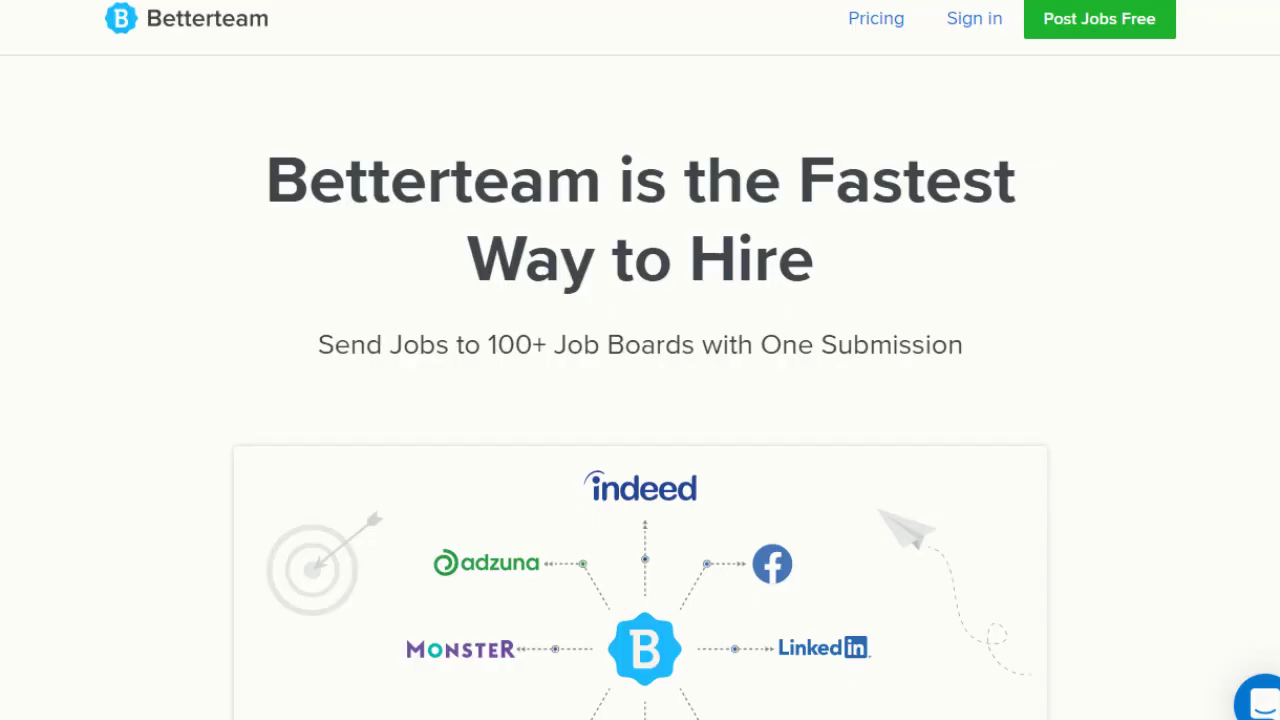 Betterteam
Pricing
Sign in
Post Jobs Free
Betterteam is the Fastest
Way to Hire
Send Jobs to 100+ Job Boards with One Submission
indeed
adzuna
MONSTER
B
LinkedIn